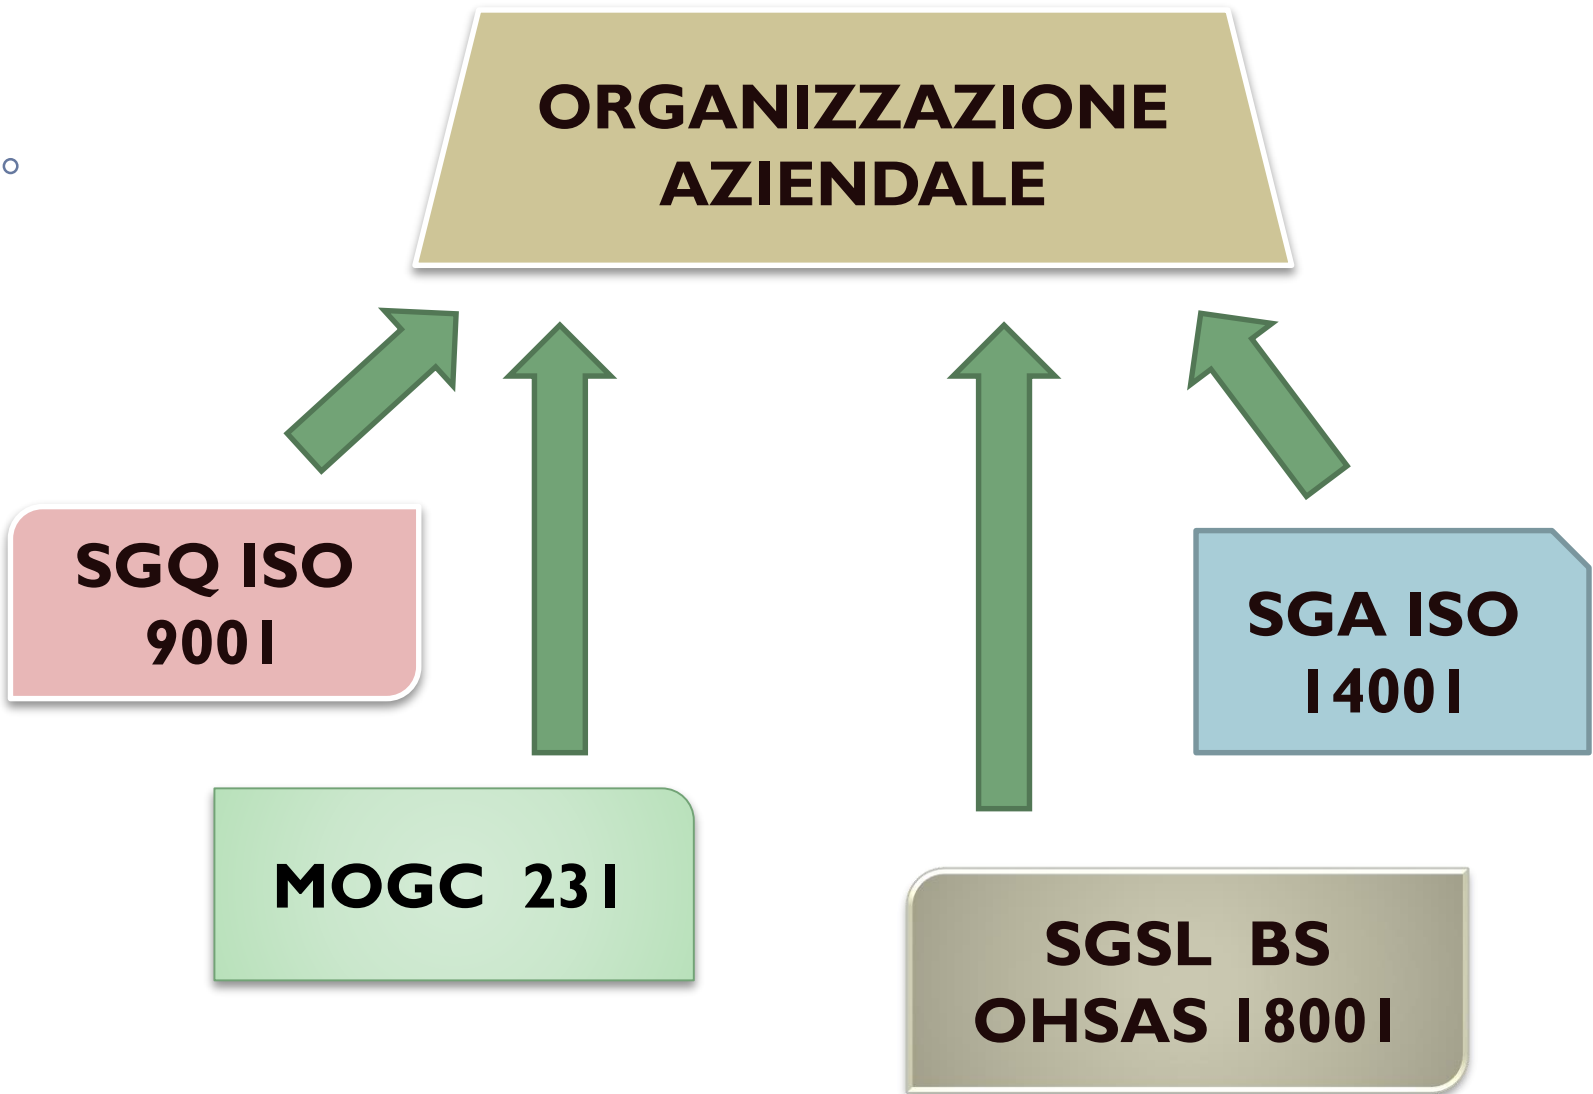 ORGANIZZAZIONE
AZIENDALE
SGQ ISO
9001
SGA ISO
14001
MOGC 231
SGSL BS
OHSAS 18001